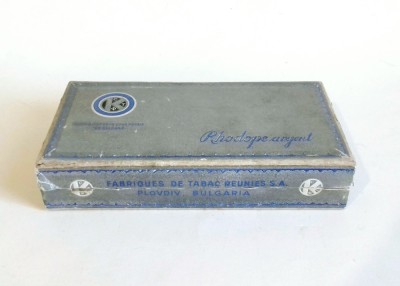 K
Rhodope argent
FABRIQUES DE TABAC REUNIES S.A.
PLOVDIV BULGARIA